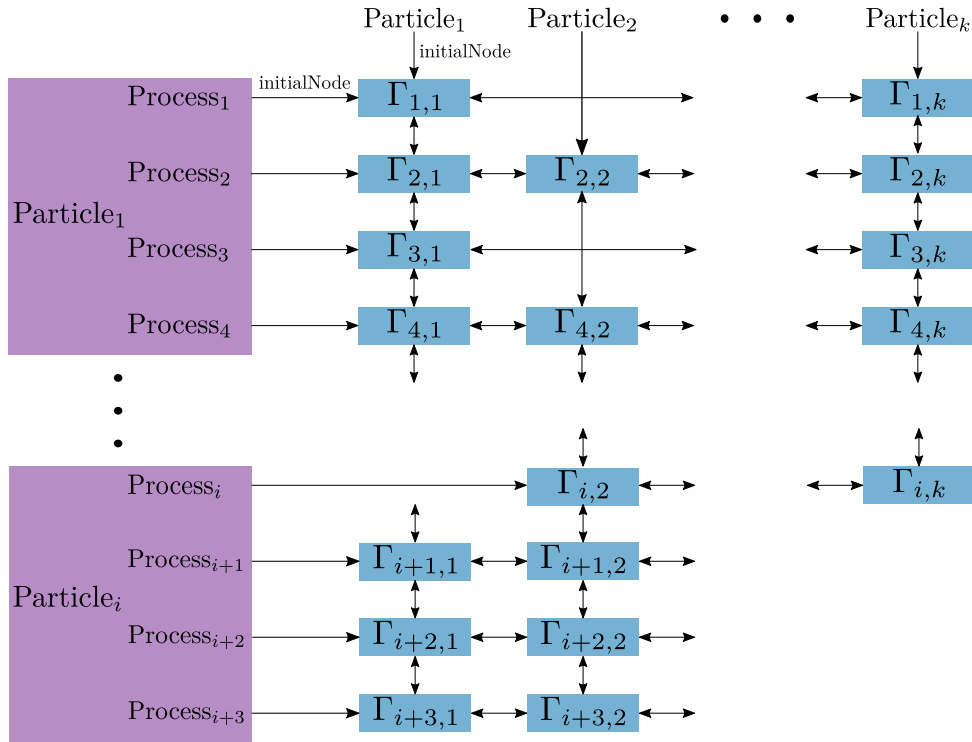 Particle₁ Particle₂ • • • Particleₖ
initialNode
initialNode
Process₁ Γ₁,₁ Γ₁,ₖ
Process₂ Γ₂,₁ Γ₂,₂ Γ₂,ₖ
Particle₁
Process₃ Γ₃,₁ Γ₃,ₖ
Process₄ Γ₄,₁ Γ₄,₂ Γ₄,ₖ
Processᵢ Γᵢ,₂ Γᵢ,ₖ
Processᵢ₊₁ Γᵢ₊₁,₁ Γᵢ₊₁,₂
Particleᵢ
Processᵢ₊₂ Γᵢ₊₂,₁ Γᵢ₊₂,₂
Processᵢ₊₃ Γᵢ₊₃,₁ Γᵢ₊₃,₂